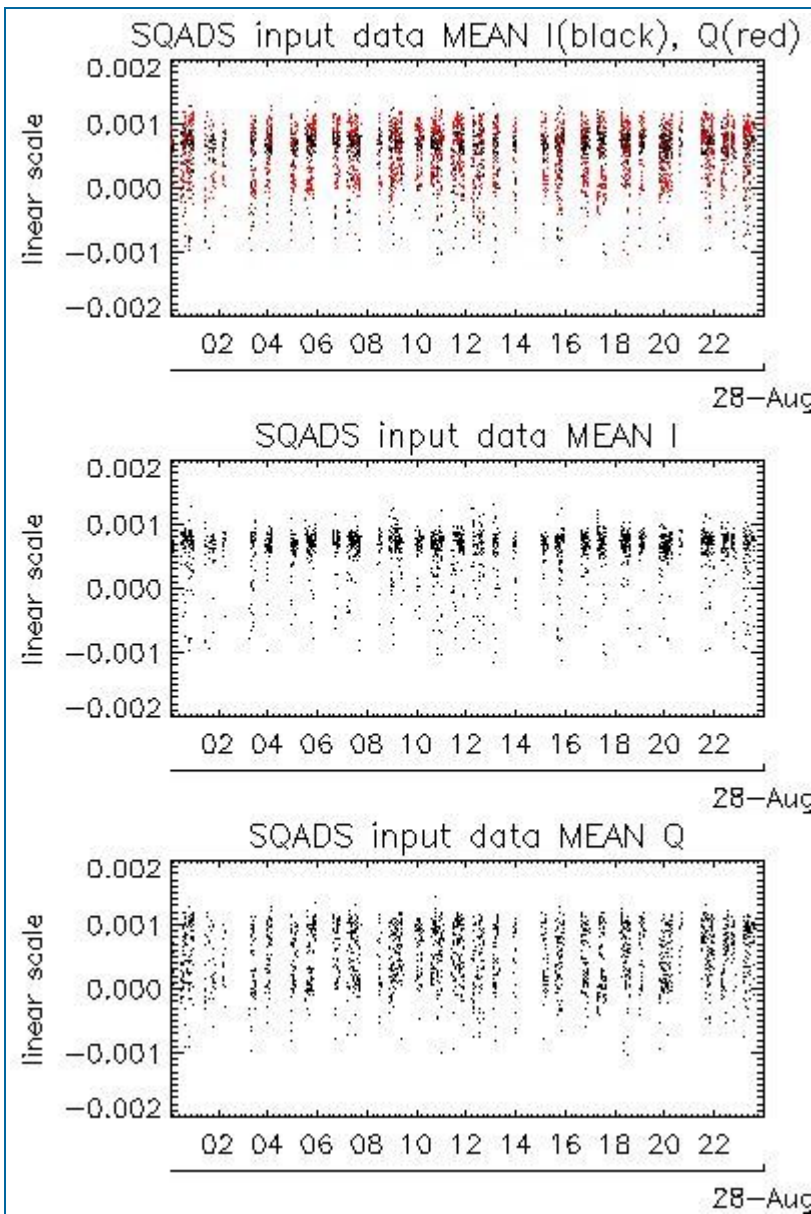 SQADS input data MEAN I(black), Q(red)
0.002
0.001
0.000
−0.001
−0.002
linear scale
02 04 06 08 10 12 14 16 18 20 22
28−Aug
SQADS input data MEAN I
0.002
0.001
0.000
−0.001
−0.002
linear scale
02 04 06 08 10 12 14 16 18 20 22
28−Aug
SQADS input data MEAN Q
0.002
0.001
0.000
−0.001
−0.002
linear scale
02 04 06 08 10 12 14 16 18 20 22
28−Aug